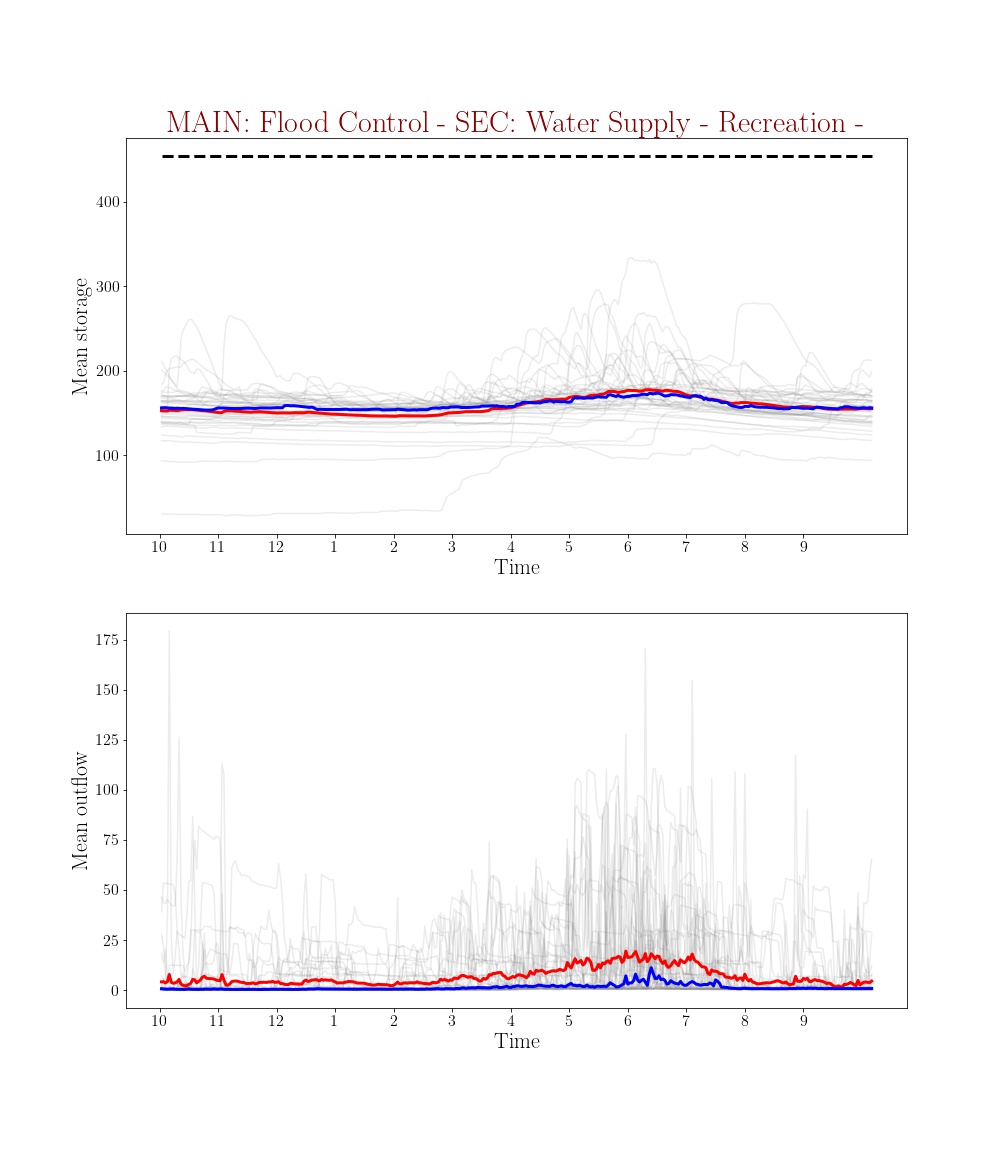 MAIN: Flood Control - SEC: Water Supply - Recreation -
Mean storage
400
300
200
100
10 11 12 1 2 3 4 5 6 7 8 9
Time
Mean outflow
175
150
125
100
75
50
25
0
10 11 12 1 2 3 4 5 6 7 8 9
Time